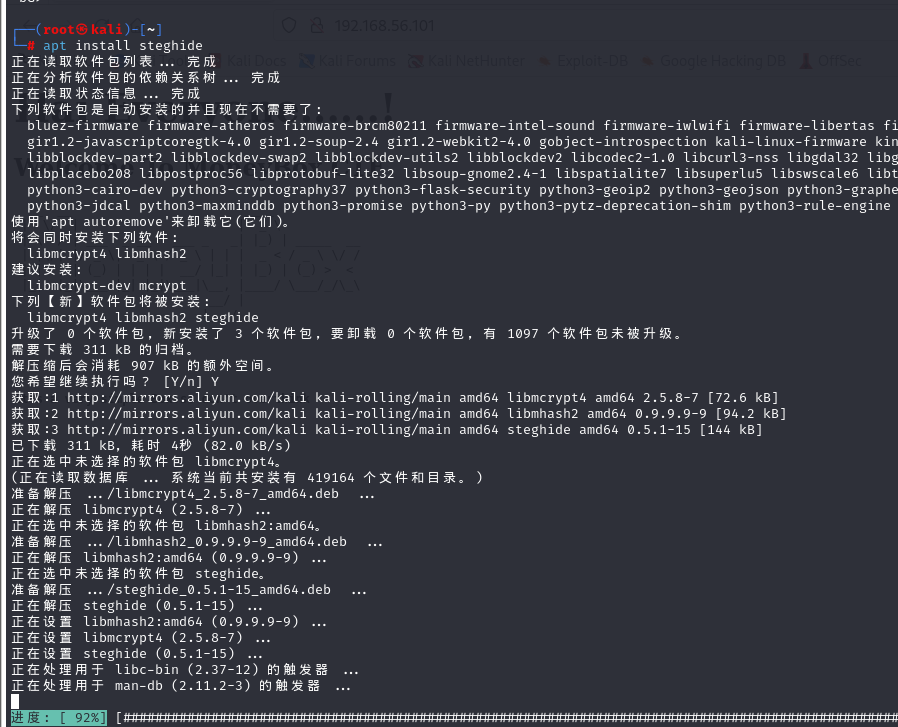 ┌──(root㉿kali)-[~]
└─# apt install steghide
正在读取软件包列表... 完成
正在分析软件包的依赖关系树... 完成
正在读取状态信息... 完成
下列软件包是自动安装的并且现在不需要了：
bluez-firmware firmware-atheros firmware-brcm80211 firmware-intel-sound firmware-iwlwifi firmware-libertas fi
gir1.2-javascriptcoregtk-4.0 gir1.2-soup-2.4 gir1.2-webkit2-4.0 gobject-introspection kali-linux-firmware kin
libblockdev-part2 libblockdev-swap2 libblockdev-utils2 libblockdev2 libcodec2-1.0 libcurl3-nss libgdal32 libg
libplacebo208 libpostproc56 libprotobuf-lite32 libsoup-gnome2.4-1 libspatialite7 libsuperlu5 libswscale6 libt
python3-cairo-dev python3-cryptography37 python3-flask-security python3-geoip2 python3-geojson python3-graphe
python3-jdcal python3-maxminddb python3-promise python3-py python3-pytz-deprecation-shim python3-rule-engine
使用'apt autoremove'来卸载它(它们)。
将会同时安装下列软件：
libmcrypt4 libmhash2
建议安装：
libmcrypt-dev mcrypt
下列【新】软件包将被安装：
libmcrypt4 libmhash2 steghide
升级了 0 个软件包，新安装了 3 个软件包，要卸载 0 个软件包，有 1097 个软件包未被升级。
需要下载 311 kB 的归档。
解压缩后会消耗 907 kB 的额外空间。
您希望继续执行吗？ [Y/n] Y
获取:1 http://mirrors.aliyun.com/kali kali-rolling/main amd64 libmcrypt4 amd64 2.5.8-7 [72.6 kB]
获取:2 http://mirrors.aliyun.com/kali kali-rolling/main amd64 libmhash2 amd64 0.9.9.9-9 [94.2 kB]
获取:3 http://mirrors.aliyun.com/kali kali-rolling/main amd64 steghide amd64 0.5.1-15 [144 kB]
已下载 311 kB，耗时 4秒 (82.0 kB/s)
正在选中未选择的软件包 libmcrypt4。
(正在读取数据库 ... 系统当前共安装有 419164 个文件和目录。)
准备解压 .../libmcrypt4_2.5.8-7_amd64.deb ...
正在解压 libmcrypt4 (2.5.8-7) ...
正在选中未选择的软件包 libmhash2:amd64。
准备解压 .../libmhash2_0.9.9.9-9_amd64.deb ...
正在解压 libmhash2:amd64 (0.9.9.9-9) ...
正在选中未选择的软件包 steghide。
准备解压 .../steghide_0.5.1-15_amd64.deb ...
正在解压 steghide (0.5.1-15) ...
正在设置 libmhash2:amd64 (0.9.9.9-9) ...
正在设置 libmcrypt4 (2.5.8-7) ...
正在设置 steghide (0.5.1-15) ...
正在处理用于 libc-bin (2.37-12) 的触发器 ...
正在处理用于 man-db (2.11.2-3) 的触发器 ...
进度: [ 92%] [##################################################################################################
192.168.56.101
Kali Docs Kali Forums Kali NetHunter Exploit-DB Google Hacking DB OffSec